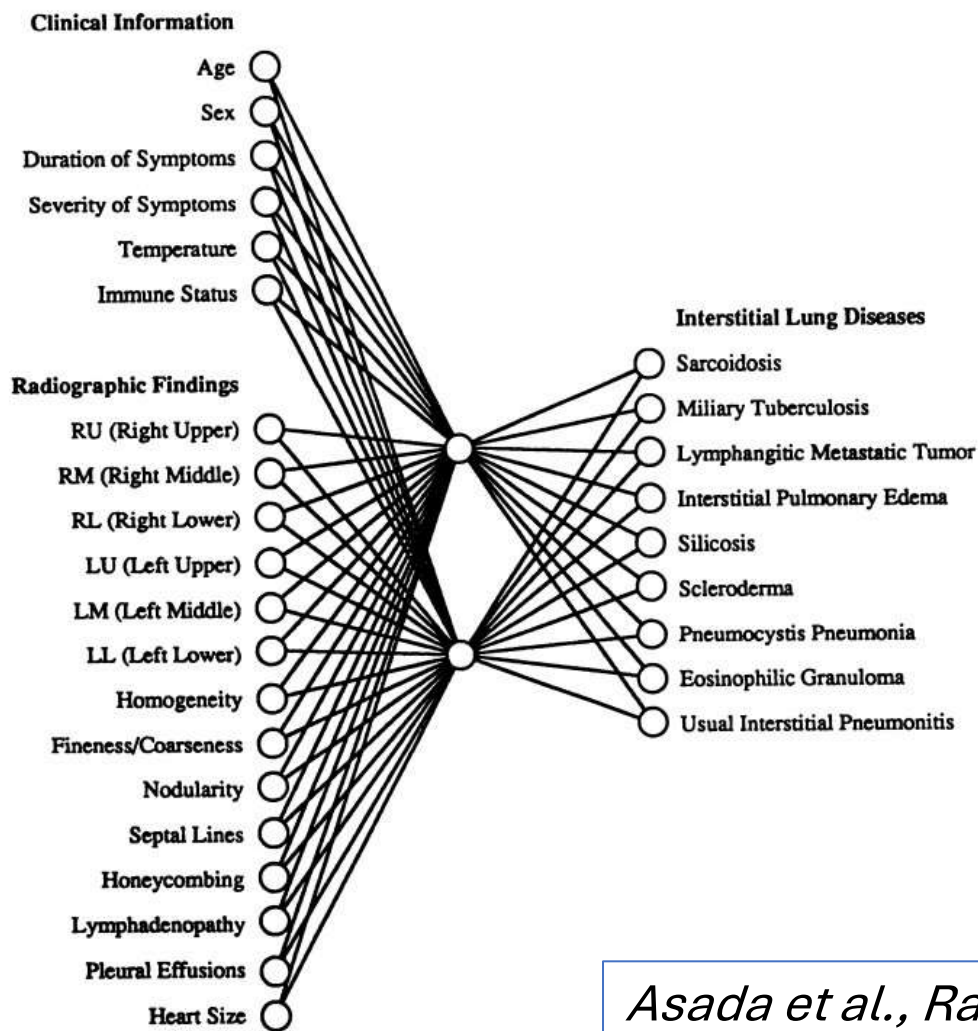 Clinical Information
Age
Sex
Duration of Symptoms
Severity of Symptoms
Temperature
Immune Status
Radiographic Findings
RU (Right Upper)
RM (Right Middle)
RL (Right Lower)
LU (Left Upper)
LM (Left Middle)
LL (Left Lower)
Homogeneity
Fineness/Coarseness
Nodularity
Septal Lines
Honeycombing
Lymphadenopathy
Pleural Effusions
Heart Size
Interstitial Lung Diseases
Sarcoidosis
Miliary Tuberculosis
Lymphangitic Metastatic Tumor
Interstitial Pulmonary Edema
Silicosis
Scleroderma
Pneumocystis Pneumonia
Eosinophilic Granuloma
Usual Interstitial Pneumonitis
Asada et al., Ra